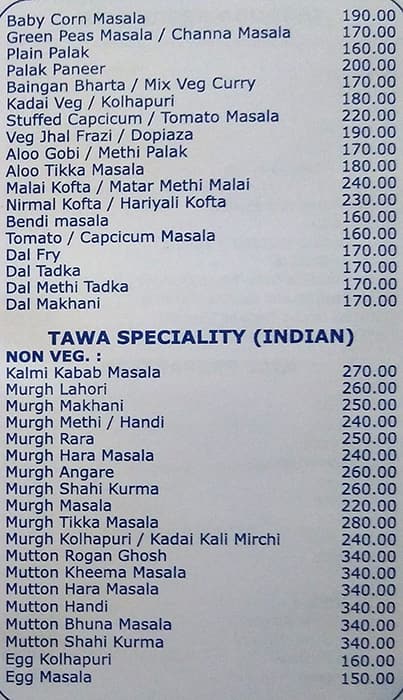 Baby Corn Masala 190.00
Green Peas Masala / Channa Masala 170.00
Plain Palak 160.00
Palak Paneer 200.00
Baingan Bharta / Mix Veg Curry 170.00
Kadai Veg / Kolhapuri 180.00
Stuffed Capcicum / Tomato Masala 220.00
Veg Jhal Frazi / Dopiaza 190.00
Aloo Gobi / Methi Palak 170.00
Aloo Tikka Masala 180.00
Malai Kofta / Matar Methi Malai 240.00
Nirmal Kofta / Hariyali Kofta 230.00
Bendi masala 160.00
Tomato / Capcicum Masala 160.00
Dal Fry 170.00
Dal Tadka 170.00
Dal Methi Tadka 170.00
Dal Makhani 170.00
TAWA SPECIALITY (INDIAN)
NON VEG. :
Kalmi Kabab Masala 270.00
Murgh Lahori 260.00
Murgh Makhani 250.00
Murgh Methi / Handi 240.00
Murgh Rara 250.00
Murgh Hara Masala 240.00
Murgh Angare 260.00
Murgh Shahi Kurma 260.00
Murgh Masala 220.00
Murgh Tikka Masala 280.00
Murgh Kolhapuri / Kadai Kali Mirchi 240.00
Mutton Rogan Ghosh 340.00
Mutton Kheema Masala 340.00
Mutton Hara Masala 340.00
Mutton Handi 340.00
Mutton Bhuna Masala 340.00
Mutton Shahi Kurma 340.00
Egg Kolhapuri 160.00
Egg Masala 150.00